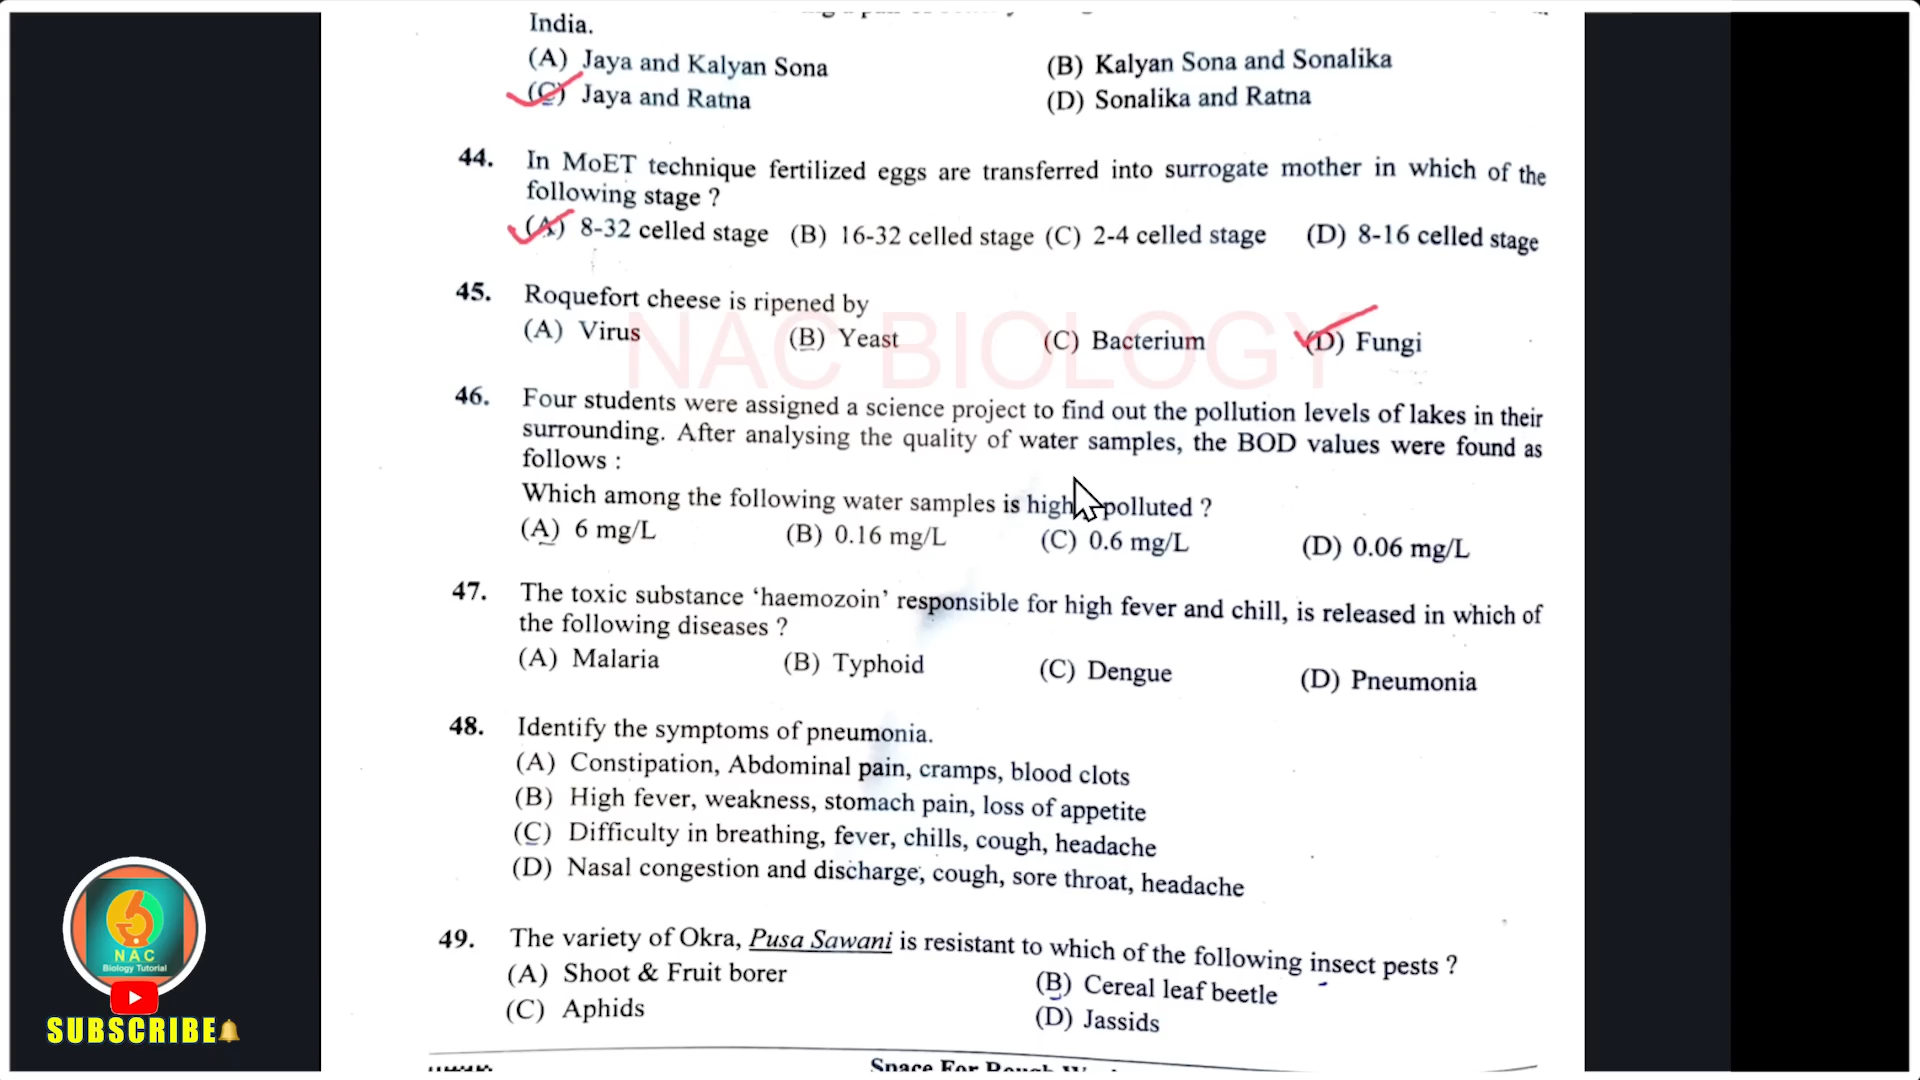 India.
(A) Jaya and Kalyan Sona (B) Kalyan Sona and Sonalika
(C) Jaya and Ratna (D) Sonalika and Ratna
44. In MoET technique fertilized eggs are transferred into surrogate mother in which of the
following stage ?
(A) 8-32 celled stage (B) 16-32 celled stage (C) 2-4 celled stage (D) 8-16 celled stage
45. Roquefort cheese is ripened by
(A) Virus (B) Yeast (C) Bacterium (D) Fungi
NAC BIOLOGY
46. Four students were assigned a science project to find out the pollution levels of lakes in their
surrounding. After analysing the quality of water samples, the BOD values were found as
follows :
Which among the following water samples is high polluted ?
(A) 6 mg/L (B) 0.16 mg/L (C) 0.6 mg/L (D) 0.06 mg/L
47. The toxic substance ‘haemozoin’ responsible for high fever and chill, is released in which of
the following diseases ?
(A) Malaria (B) Typhoid (C) Dengue (D) Pneumonia
48. Identify the symptoms of pneumonia.
(A) Constipation, Abdominal pain, cramps, blood clots
(B) High fever, weakness, stomach pain, loss of appetite
(C) Difficulty in breathing, fever, chills, cough, headache
(D) Nasal congestion and discharge, cough, sore throat, headache
49. The variety of Okra, Pusa Sawani is resistant to which of the following insect pests ?
(A) Shoot & Fruit borer (B) Cereal leaf beetle
(C) Aphids (D) Jassids
Space For
NAC
Biology Tutorial
SUBSCRIBE